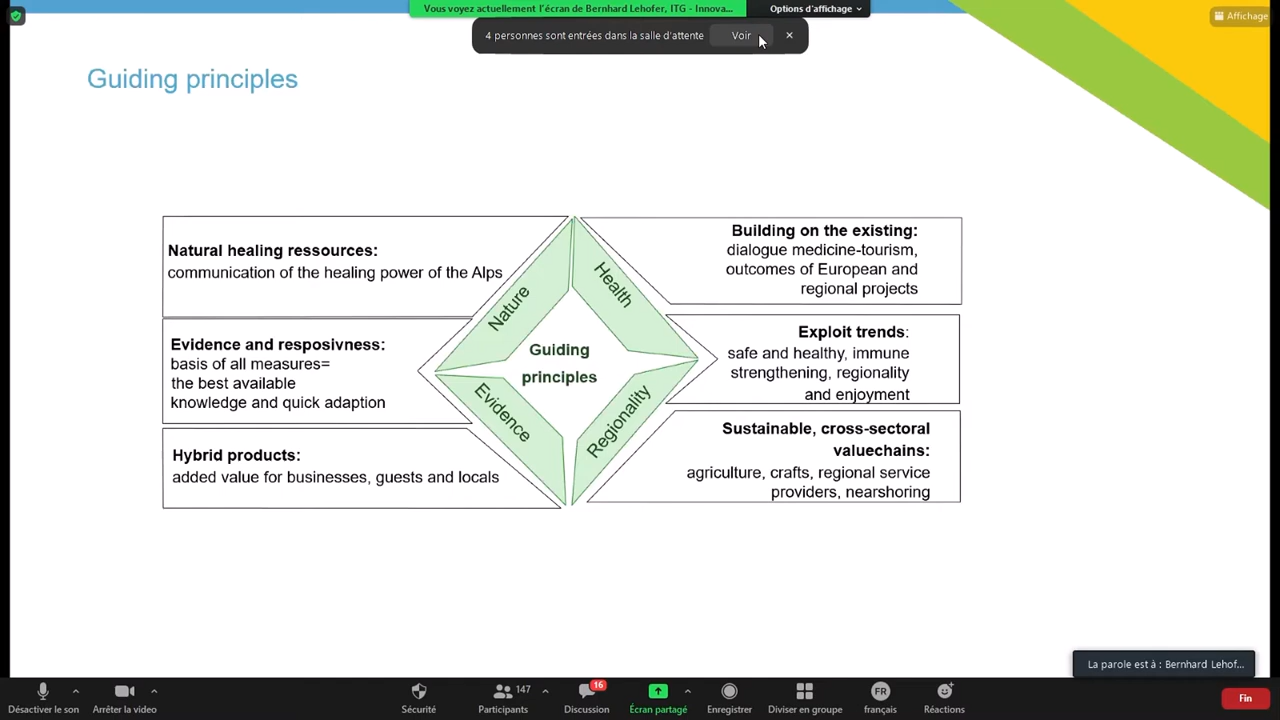 Vous voyez actuellement l'écran de Bernhard Lehofer, ITG - Innova...
Options d'affichage
Affichage
4 personnes sont entrées dans la salle d'attente
Voir
Guiding principles
Natural healing ressources:
communication of the healing power of the Alps
Evidence and resposivness:
basis of all measures=
the best available
knowledge and quick adaption
Hybrid products:
added value for businesses, guests and locals
Nature
Health
Guiding
principles
Evidence
Regionality
Building on the existing:
dialogue medicine-tourism,
outcomes of European and
regional projects
Exploit trends:
safe and healthy, immune
strengthening, regionality
and enjoyment
Sustainable, cross-sectoral
valuechains:
agriculture, crafts, regional service
providers, nearshoring
La parole est à : Bernhard Lehof...
Désactiver le son
Arrêter la video
Sécurité
147
Participants
16
Discussion
Écran partagé
Enregistrer
Diviser en groupe
FR
français
Réactions
Fin